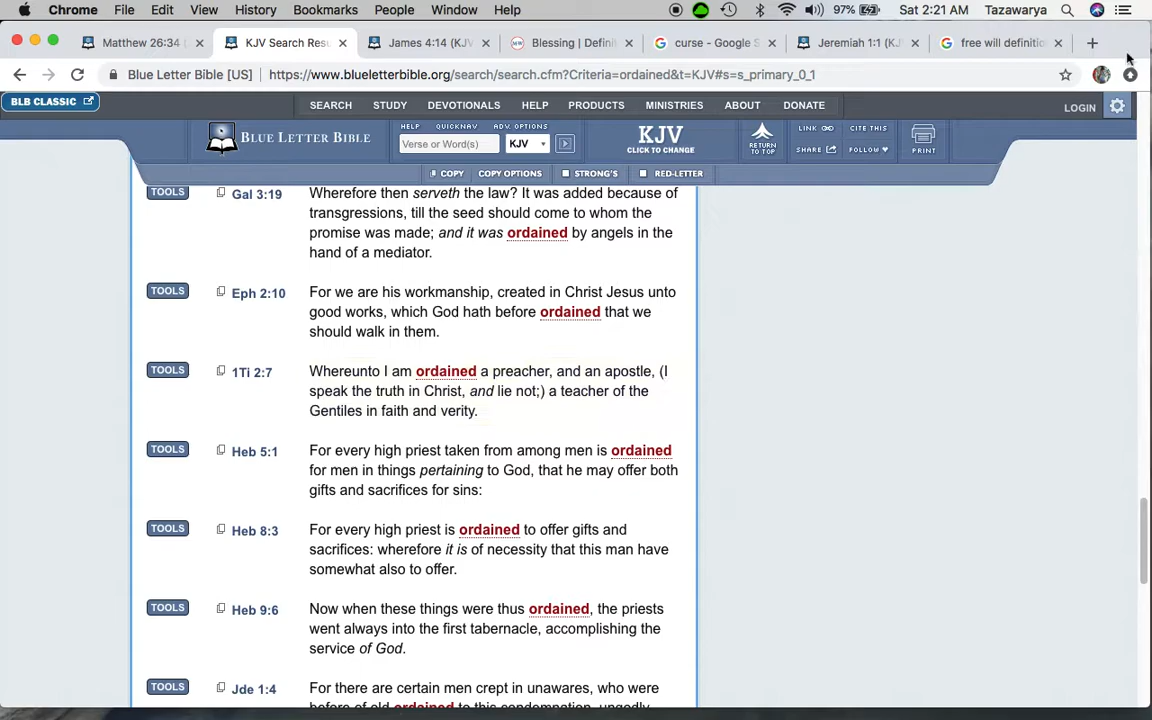 Chrome File Edit View History Bookmarks People Window Help 97% Sat 2:21 AM Tazawarya
Matthew 26:34 KJV Search Resu James 4:14 (KJV Blessing | Defini curse - Google S Jeremiah 1:1 (KJV free will definitio
Blue Letter Bible [US] https://www.blueletterbible.org/search/search.cfm?Criteria=ordained&t=KJV#s=s_primary_0_1
BLB CLASSIC SEARCH STUDY DEVOTIONALS HELP PRODUCTS MINISTRIES ABOUT DONATE LOGIN
HELP QUICKNAV ADV. OPTIONS LINK CITE THIS
BLUE LETTER BIBLE Verse or Word(s) KJV KJV CLICK TO CHANGE RETURN TO TOP SHARE FOLLOW PRINT
COPY COPY OPTIONS STRONG'S RED-LETTER
TOOLS Gal 3:19 Wherefore then serveth the law? It was added because of
transgressions, till the seed should come to whom the
promise was made; and it was ordained by angels in the
hand of a mediator.
TOOLS Eph 2:10 For we are his workmanship, created in Christ Jesus unto
good works, which God hath before ordained that we
should walk in them.
TOOLS 1Ti 2:7 Whereunto I am ordained a preacher, and an apostle, (I
speak the truth in Christ, and lie not;) a teacher of the
Gentiles in faith and verity.
TOOLS Heb 5:1 For every high priest taken from among men is ordained
for men in things pertaining to God, that he may offer both
gifts and sacrifices for sins:
TOOLS Heb 8:3 For every high priest is ordained to offer gifts and
sacrifices: wherefore it is of necessity that this man have
somewhat also to offer.
TOOLS Heb 9:6 Now when these things were thus ordained, the priests
went always into the first tabernacle, accomplishing the
service of God.
TOOLS Jde 1:4 For there are certain men crept in unawares, who were
before of old ordained to this condemnation, ungodly